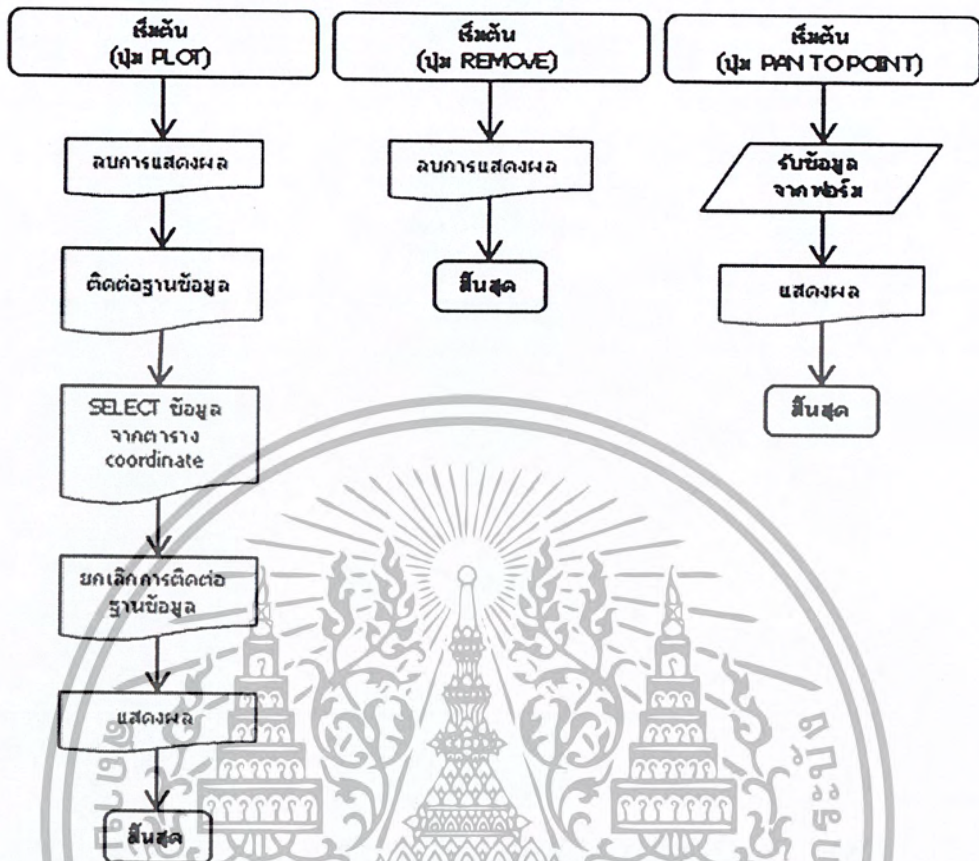 เริ่มต้น
(ปุ่ม PLOT)
ลบการแสดงผล
ติดต่อฐานข้อมูล
SELECT ข้อมูล
จากตาราง
coordinate
ยกเลิกการติดต่อ
ฐานข้อมูล
แสดงผล
สิ้นสุด
เริ่มต้น
(ปุ่ม REMOVE)
ลบการแสดงผล
สิ้นสุด
เริ่มต้น
(ปุ่ม PAN TO POINT)
รับข้อมูล
จากฟอร์ม
แสดงผล
สิ้นสุด